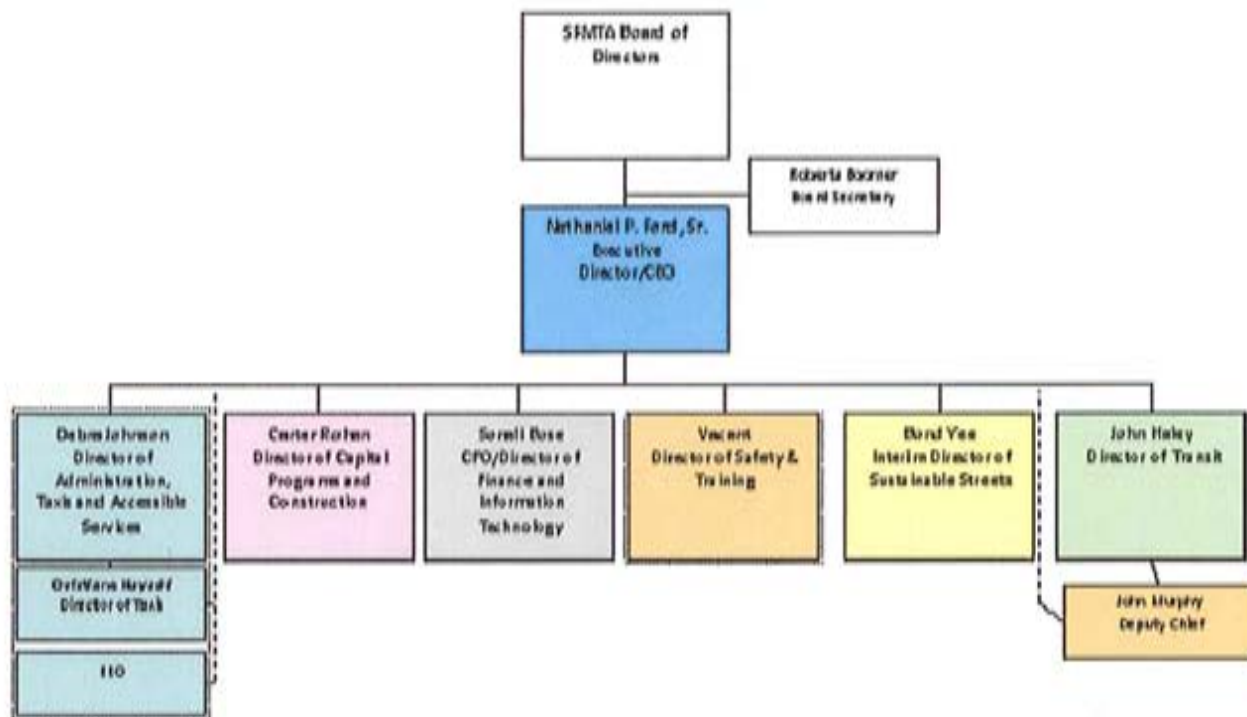 SFMTA Board of
Directors
Roberta Boomer
Board Secretary
Nathaniel P. Ford, Sr.
Executive
Director/CEO
Debra Johnson
Director of
Administration,
Taxis and Accessible
Services
Carter Rohan
Director of Capital
Programs and
Construction
Sonali Bose
CFO/Director of
Finance and
Information
Technology
Vacant
Director of Safety &
Training
Bond Yee
Interim Director of
Sustainable Streets
John Haley
Director of Transit
Hayashi
Director of Taxis
John Murphy
Deputy Chief